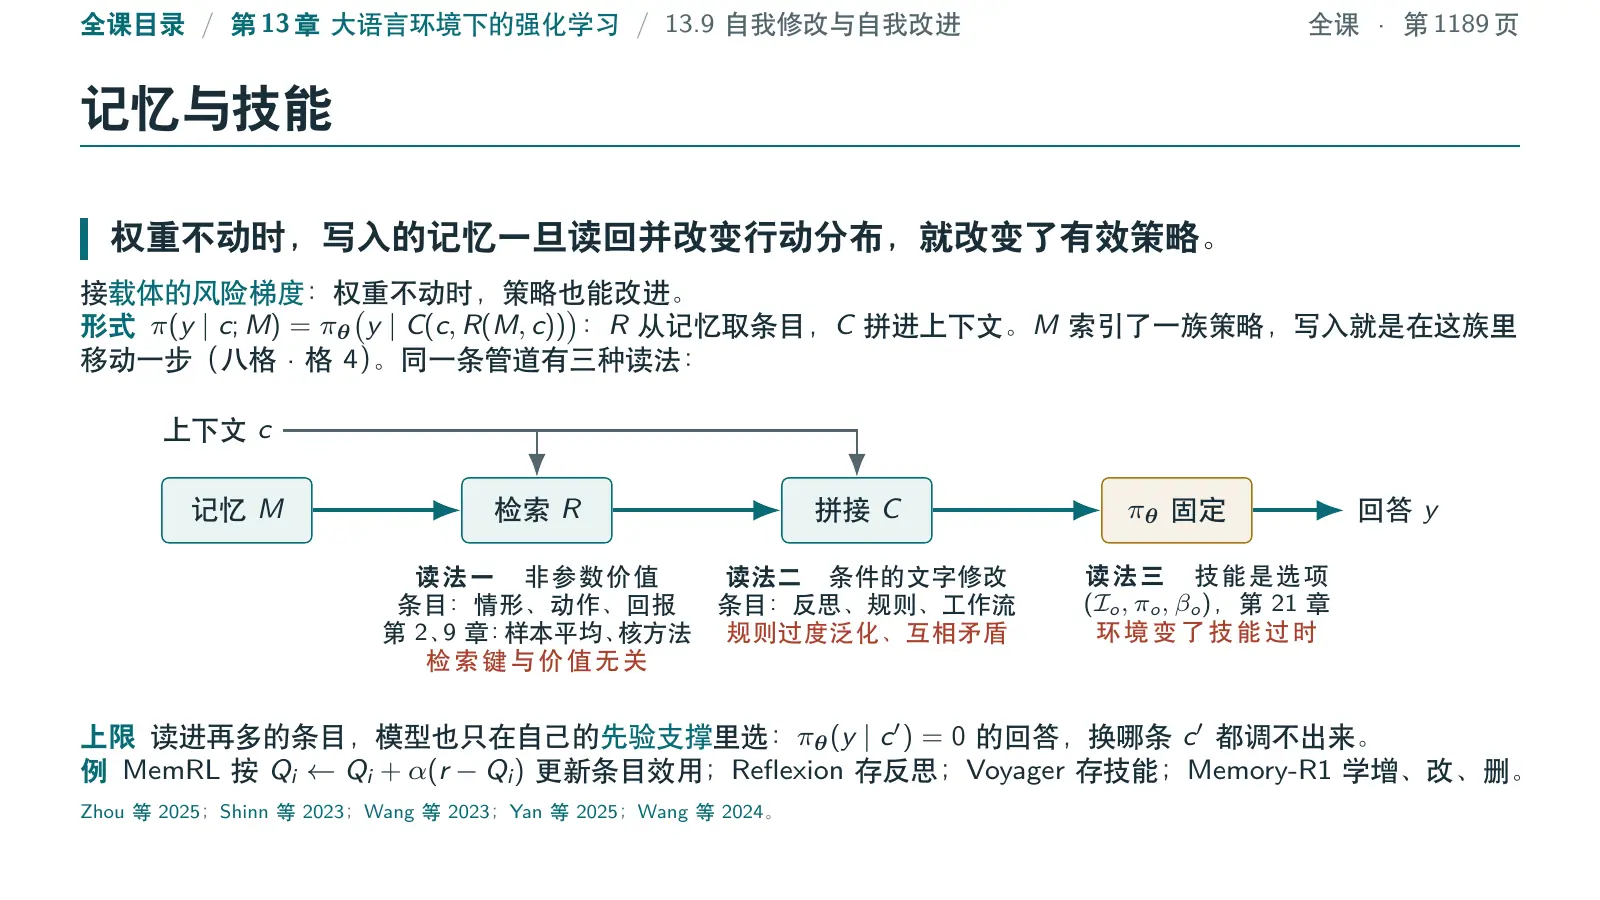 全课目录 / 第13章 大语言环境下的强化学习 / 13.9 自我修改与自我改进
全课 · 第1189页
记忆与技能
权重不动时，写入的记忆一旦读回并改变行动分布，就改变了有效策略。
接载体的风险梯度：权重不动时，策略也能改进。
形式 π(y | c; M) = π_θ(y | C(c, R(M, c)))：R 从记忆取条目，C 拼进上下文。M 索引了一族策略，写入就是在这族里
移动一步（八格 · 格 4）。同一条管道有三种读法：
上下文 c
记忆 M
检索 R
拼接 C
π_θ 固定
回答 y
读法一 非参数价值
条目：情形、动作、回报
第 2、9 章：样本平均、核方法
检索键与价值无关
读法二 条件的文字修改
条目：反思、规则、工作流
规则过度泛化、互相矛盾
读法三 技能是选项
(I_o, π_o, β_o)，第 21 章
环境变了技能过时
上限 读进再多的条目，模型也只在自己的先验支撑里选：π_θ(y | c′) = 0 的回答，换哪条 c′ 都调不出来。
例 MemRL 按 Q_i ← Q_i + α(r − Q_i) 更新条目效用；Reflexion 存反思；Voyager 存技能；Memory-R1 学增、改、删。
Zhou 等 2025；Shinn 等 2023；Wang 等 2023；Yan 等 2025；Wang 等 2024。